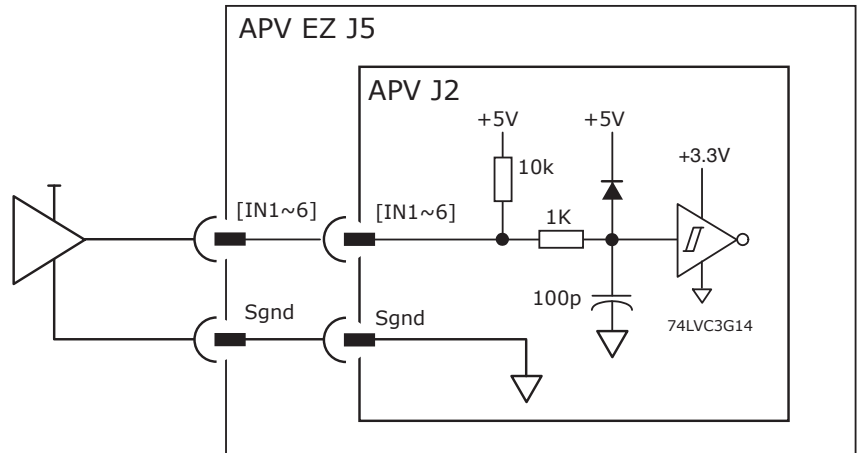 APV EZ J5
APV J2
+5V
+5V
+3.3V
10k
[IN1~6]
[IN1~6]
1K
100p
74LVC3G14
Sgnd
Sgnd